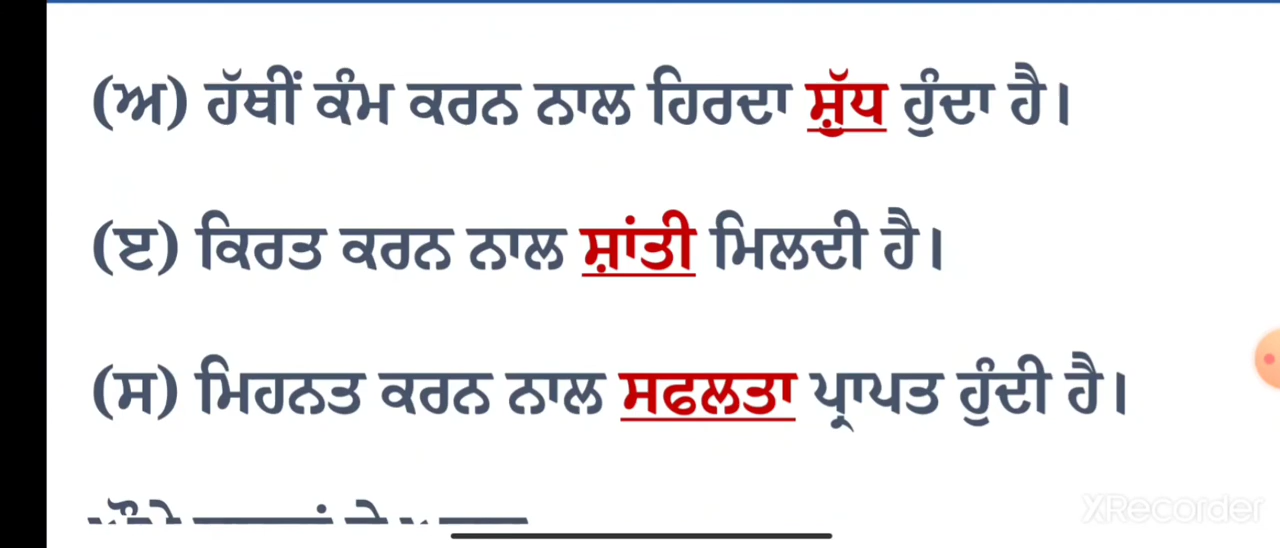 (ਅ) ਹੱਥੀਂ ਕੰਮ ਕਰਨ ਨਾਲ ਹਿਰਦਾ ਸ਼ੁੱਧ ਹੁੰਦਾ ਹੈ।
(ੲ) ਕਿਰਤ ਕਰਨ ਨਾਲ ਸ਼ਾਂਤੀ ਮਿਲਦੀ ਹੈ।
(ਸ) ਮਿਹਨਤ ਕਰਨ ਨਾਲ ਸਫਲਤਾ ਪ੍ਰਾਪਤ ਹੁੰਦੀ ਹੈ।
XRecorder